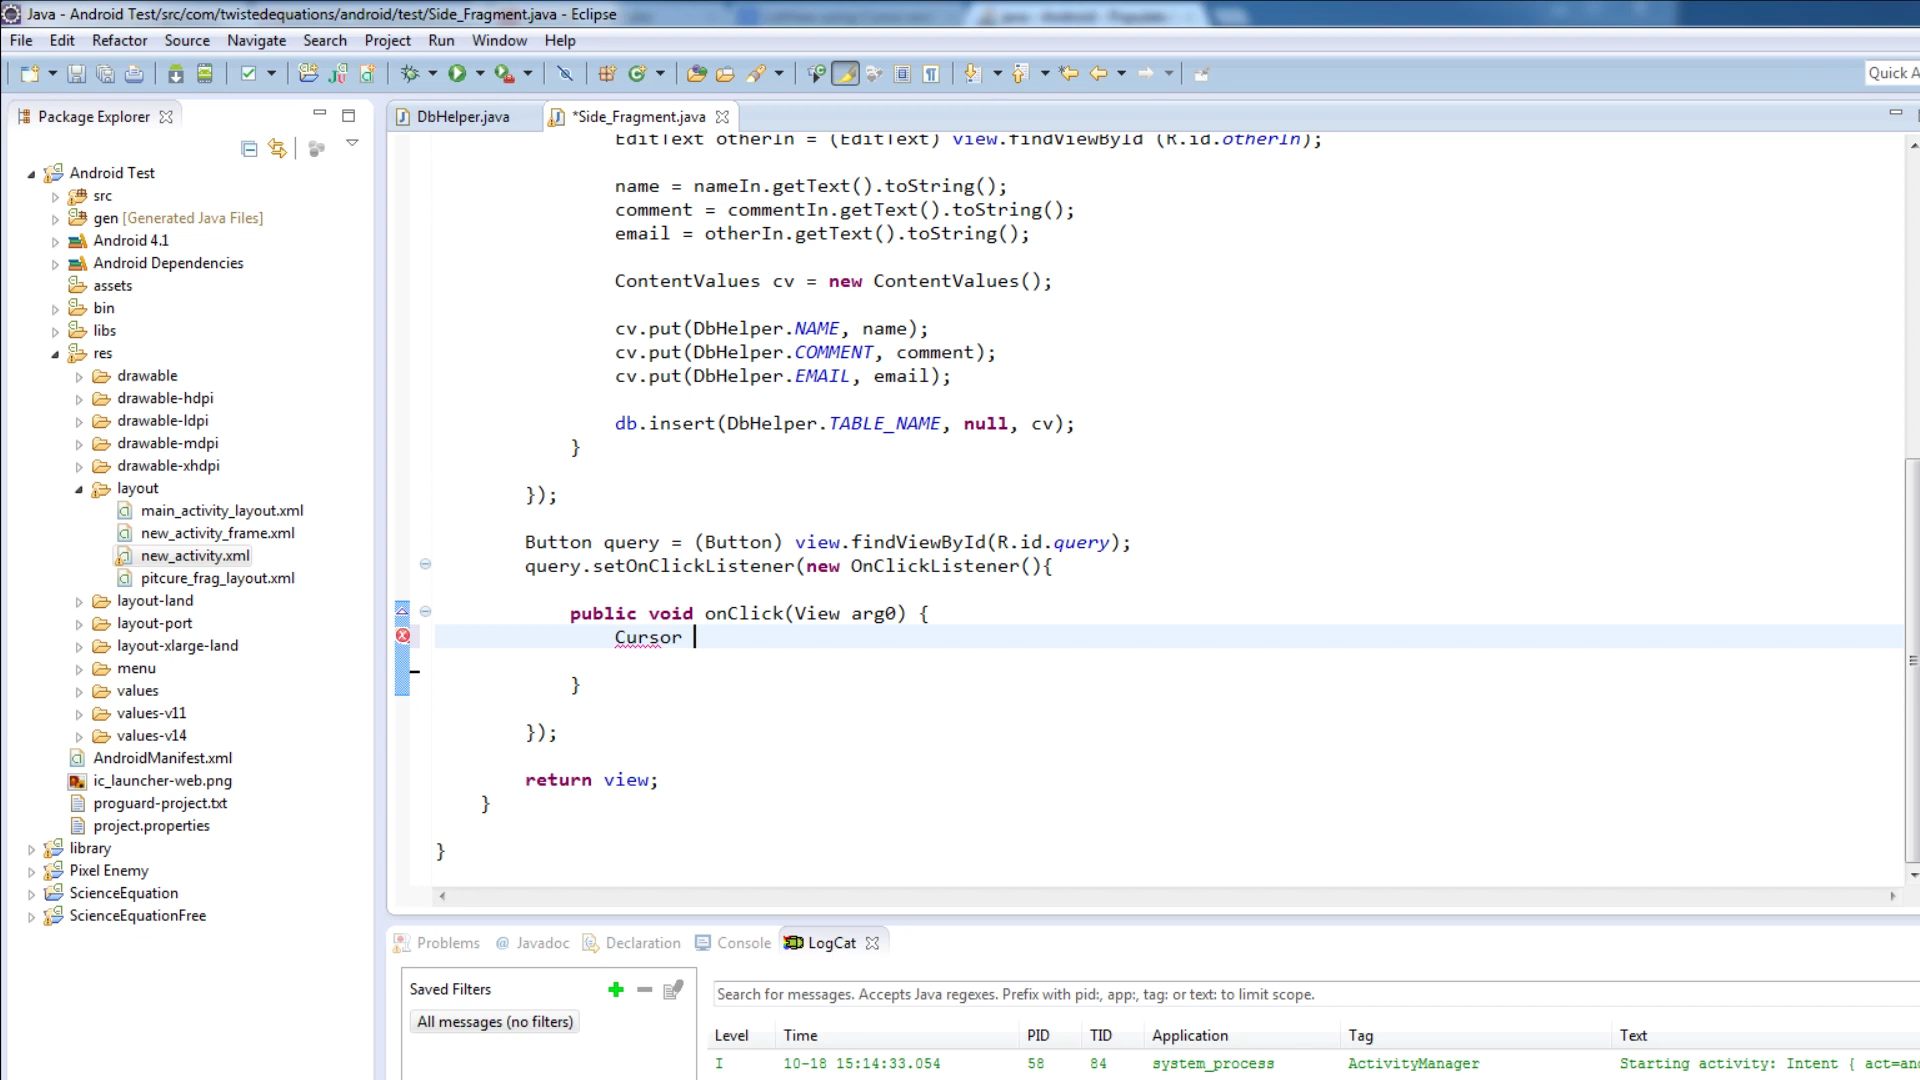 Java - Android Test/src/com/twistedequations/android/test/Side_Fragment.java - Eclipse
File Edit Refactor Source Navigate Search Project Run Window Help
Quick A
Package Explorer
DbHelper.java
*Side_Fragment.java
Android Test
src
gen [Generated Java Files]
Android 4.1
Android Dependencies
assets
bin
libs
res
drawable
drawable-hdpi
drawable-ldpi
drawable-mdpi
drawable-xhdpi
layout
main_activity_layout.xml
new_activity_frame.xml
new_activity.xml
pitcure_frag_layout.xml
layout-land
layout-port
layout-xlarge-land
menu
values
values-v11
values-v14
AndroidManifest.xml
ic_launcher-web.png
proguard-project.txt
project.properties
library
Pixel Enemy
ScienceEquation
ScienceEquationFree
EditText otherIn = (EditText) view.findViewById (R.id.otherIn);
name = nameIn.getText().toString();
comment = commentIn.getText().toString();
email = otherIn.getText().toString();
ContentValues cv = new ContentValues();
cv.put(DbHelper.NAME, name);
cv.put(DbHelper.COMMENT, comment);
cv.put(DbHelper.EMAIL, email);
db.insert(DbHelper.TABLE_NAME, null, cv);
}
});
Button query = (Button) view.findViewById(R.id.query);
query.setOnClickListener(new OnClickListener(){
public void onClick(View arg0) {
Cursor
}
});
return view;
}
}
Problems @ Javadoc Declaration Console LogCat
Saved Filters
All messages (no filters)
Search for messages. Accepts Java regexes. Prefix with pid:, app:, tag: or text: to limit scope.
Level Time PID TID Application Tag Text
I 10-18 15:14:33.054 58 84 system_process ActivityManager Starting activity: Intent { act=an